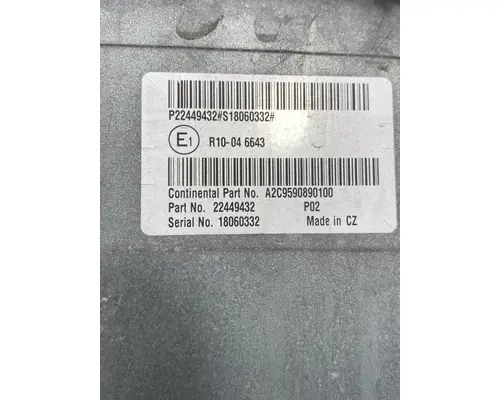 P22449432#S18060332#
E1 R10-04 6643
Continental Part No. A2C9590890100
Part No. 22449432 P02
Serial No. 18060332 Made in CZ